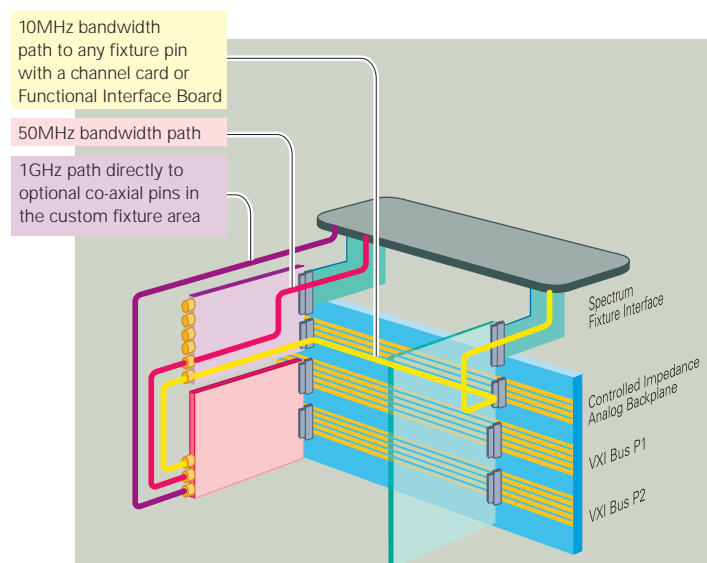 10MHz bandwidth
path to any fixture pin
with a channel card or
Functional Interface Board
50MHz bandwidth path
1GHz path directly to
optional co-axial pins in
the custom fixture area
Spectrum
Fixture Interface
Controlled Impedance
Analog Backplane
VXI Bus P1
VXI Bus P2